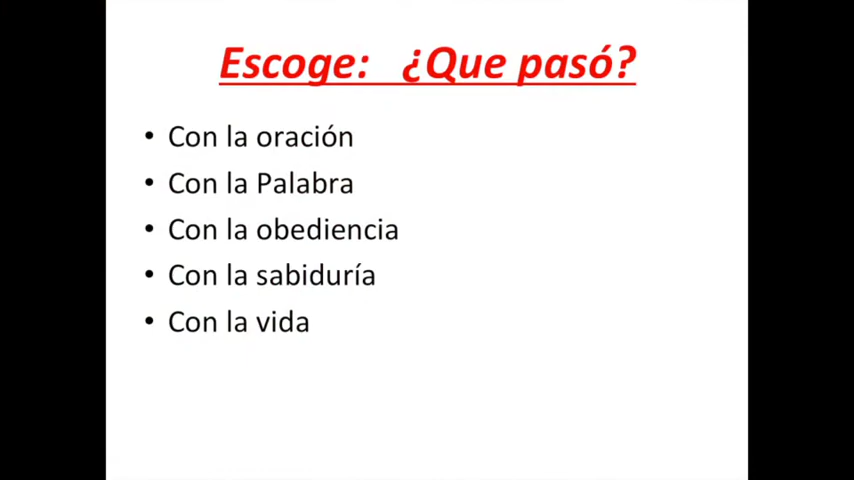 Escoge: ¿Que pasó?
• Con la oración
• Con la Palabra
• Con la obediencia
• Con la sabiduría
• Con la vida